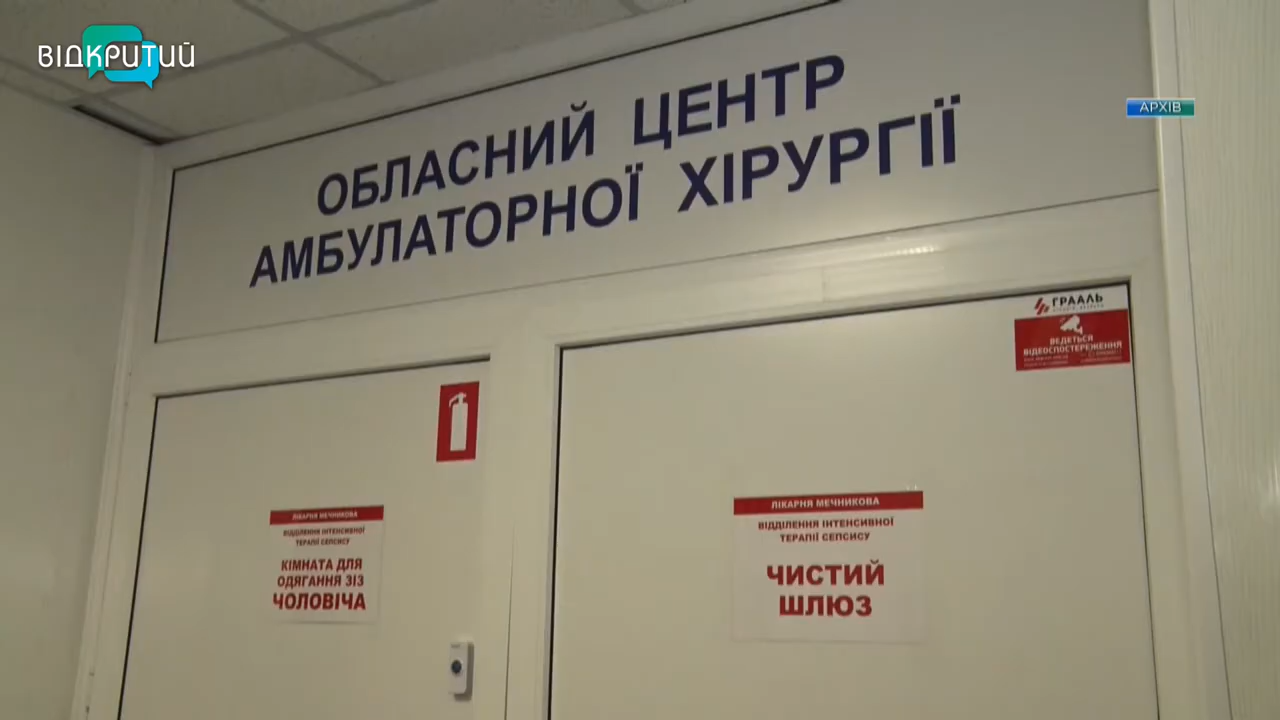 ВІДКРИТИЙ
АРХІВ
ОБЛАСНИЙ ЦЕНТР
АМБУЛАТОРНОЇ ХІРУРГІЇ
ГРААЛЬ
ВЕДЕТЬСЯ
ВІДЕОСПОСТЕРЕЖЕННЯ
ЛІКАРНЯ МЕЧНИКОВА
ВІДДІЛЕННЯ ІНТЕНСИВНОЇ
ТЕРАПІЇ СЕПСИСУ
КІМНАТА ДЛЯ
ОДЯГАННЯ ЗІЗ
ЧОЛОВІЧА
ЛІКАРНЯ МЕЧНИКОВА
ВІДДІЛЕННЯ ІНТЕНСИВНОЇ
ТЕРАПІЇ СЕПСИСУ
ЧИСТИЙ
ШЛЮЗ